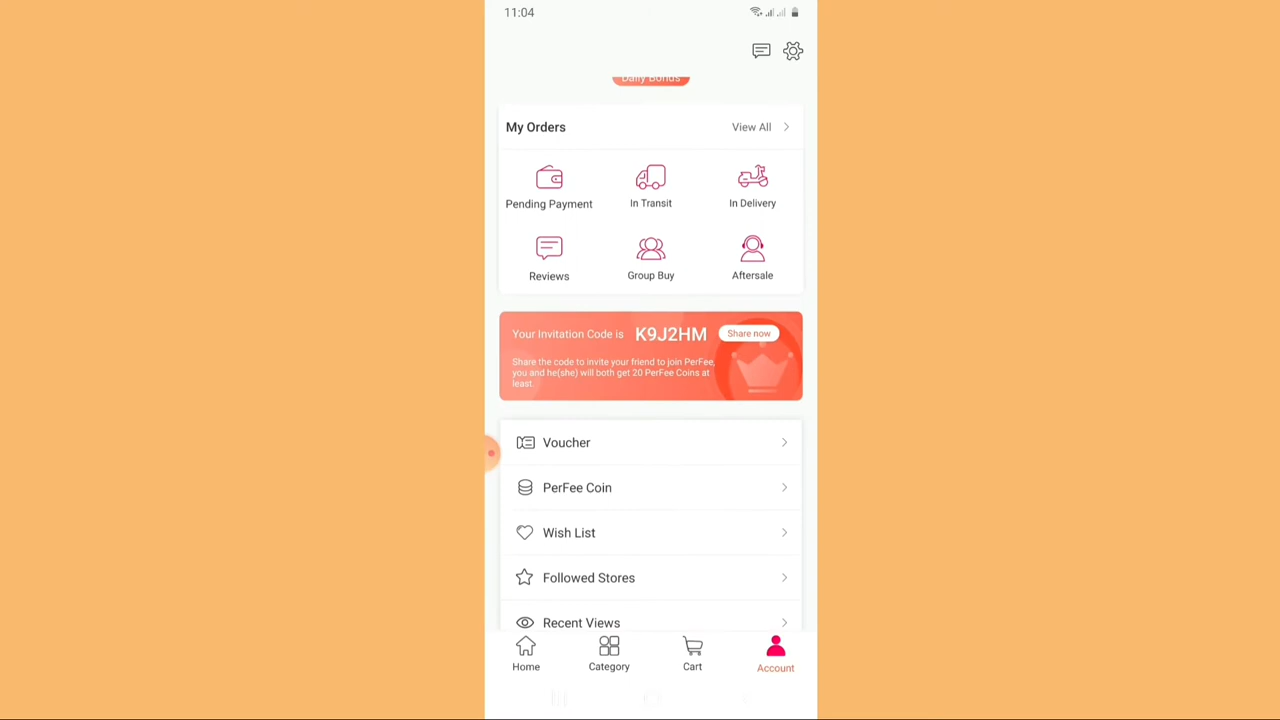 11:04
Daily Bonus
My Orders
View All
Pending Payment
In Transit
In Delivery
Reviews
Group Buy
Aftersale
Your Invitation Code is K9J2HM Share now
Share the code to invite your friend to join PerFee,
you and he(she) will both get 20 PerFee Coins at
least
Voucher
PerFee Coin
Wish List
Followed Stores
Recent Views
Home
Category
Cart
Account